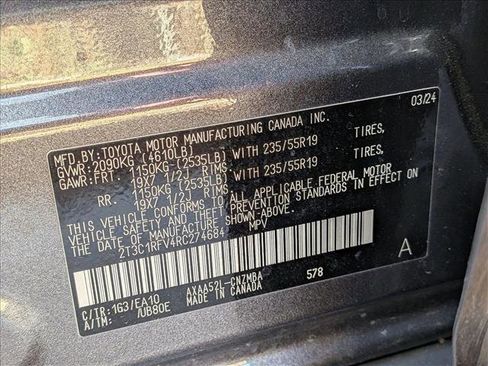 MFD. BY: TOYOTA MOTOR MANUFACTURING CANADA INC. 03/24
GVWR: 2090KG (4610LB)
GAWR: FRT. 1150KG (2535LB) WITH 235/55R19 TIRES,
19X7 1/2J RIMS
RR. 1150KG (2535LB) WITH 235/55R19 TIRES,
19X7 1/2J RIMS
THIS VEHICLE CONFORMS TO ALL APPLICABLE FEDERAL MOTOR
VEHICLE SAFETY AND THEFT PREVENTION STANDARDS IN EFFECT ON
THE DATE OF MANUFACTURE SHOWN ABOVE.
2T3C1RFV4RC274684 MPV
A
C/TR: 1G3/EA10 AXAA52L-CNZMBA 578
A/TM: /UB80E MADE IN CANADA